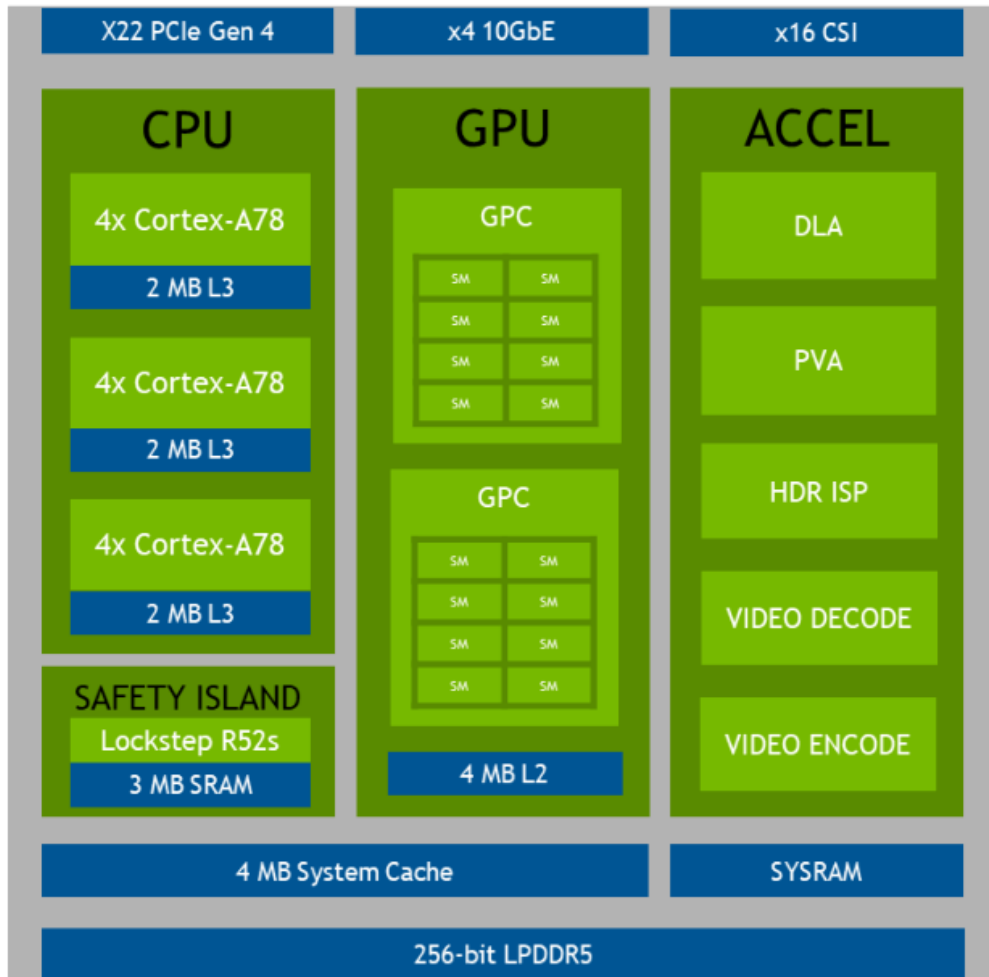 X22 PCIe Gen 4
x4 10GbE
x16 CSI
CPU
4x Cortex-A78
2 MB L3
4x Cortex-A78
2 MB L3
4x Cortex-A78
2 MB L3
SAFETY ISLAND
Lockstep R52s
3 MB SRAM
GPU
GPC
SM SM
SM SM
SM SM
SM SM
GPC
SM SM
SM SM
SM SM
SM SM
4 MB L2
ACCEL
DLA
PVA
HDR ISP
VIDEO DECODE
VIDEO ENCODE
4 MB System Cache
SYSRAM
256-bit LPDDR5